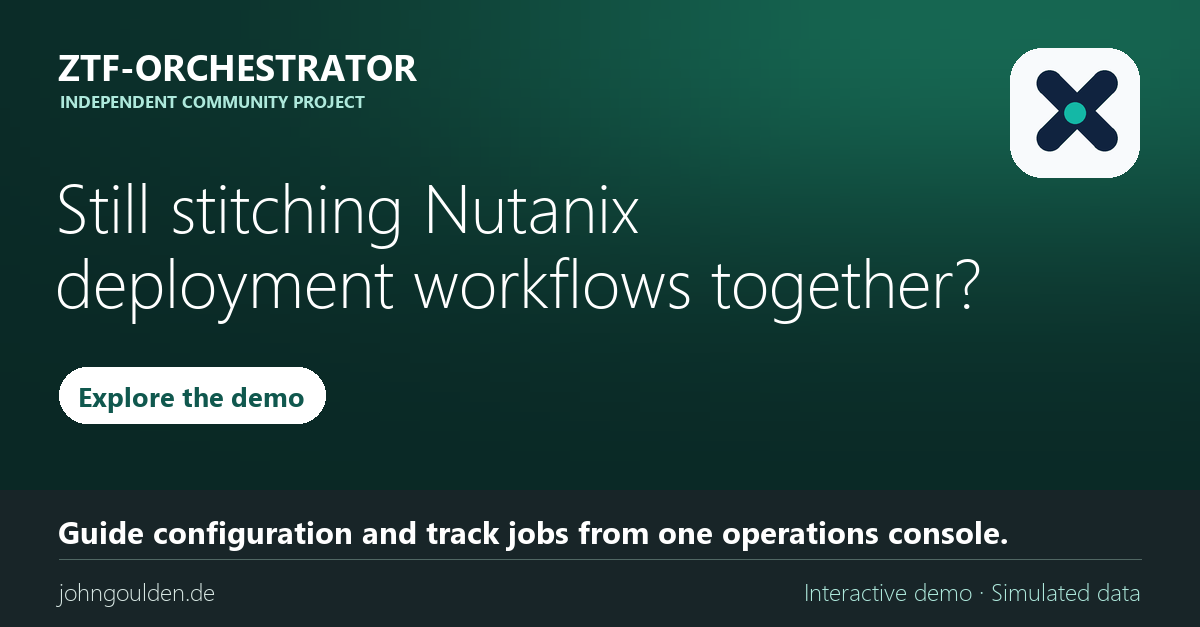 ZTF-ORCHESTRATOR
INDEPENDENT COMMUNITY PROJECT
Still stitching Nutanix
deployment workflows together?
Explore the demo
Guide configuration and track jobs from one operations console.
johngoulden.de
Interactive demo · Simulated data